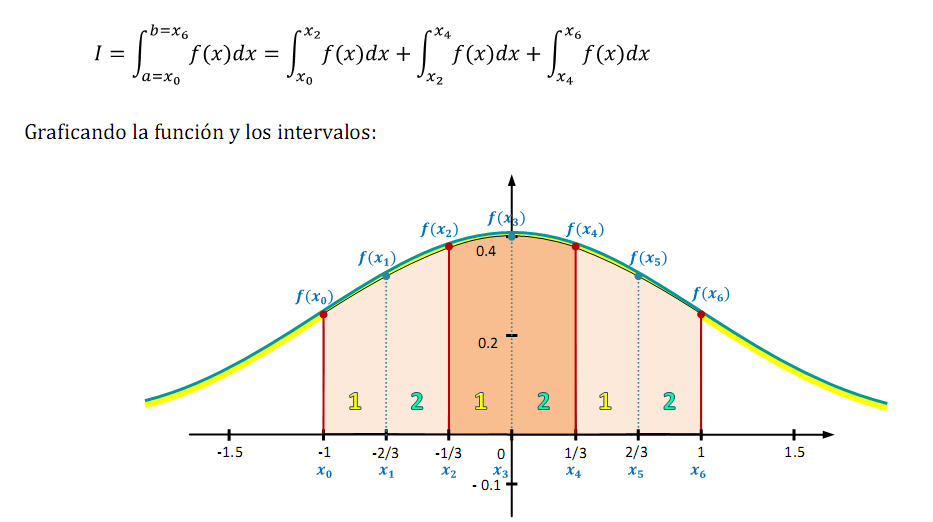 I = ∫_{a=x₀}^{b=x₆} f(x)dx = ∫_{x₀}^{x₂} f(x)dx + ∫_{x₂}^{x₄} f(x)dx + ∫_{x₄}^{x₆} f(x)dx
Graficando la función y los intervalos:
f(x₃)
f(x₂) f(x₄)
0.4
f(x₁) f(x₅)
f(x₀) f(x₆)
0.2
1 2 1 2 1 2
-1.5 -1 -2/3 -1/3 0 1/3 2/3 1 1.5
x₀ x₁ x₂ x₃ x₄ x₅ x₆
- 0.1